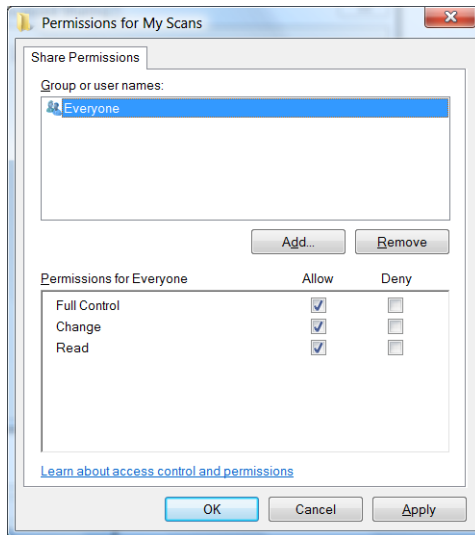 Permissions for My Scans
Share Permissions
Group or user names:
Everyone
Add... Remove
Permissions for Everyone Allow Deny
Full Control
Change
Read
Learn about access control and permissions
OK Cancel Apply